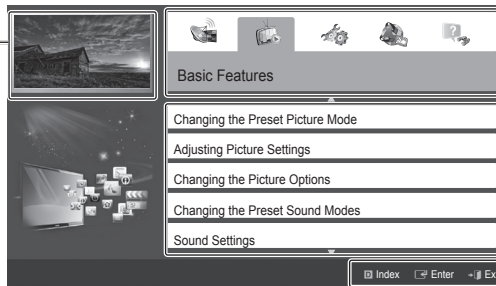 Basic Features
Changing the Preset Picture Mode
Adjusting Picture Settings
Changing the Picture Options
Changing the Preset Sound Modes
Sound Settings
Index Enter